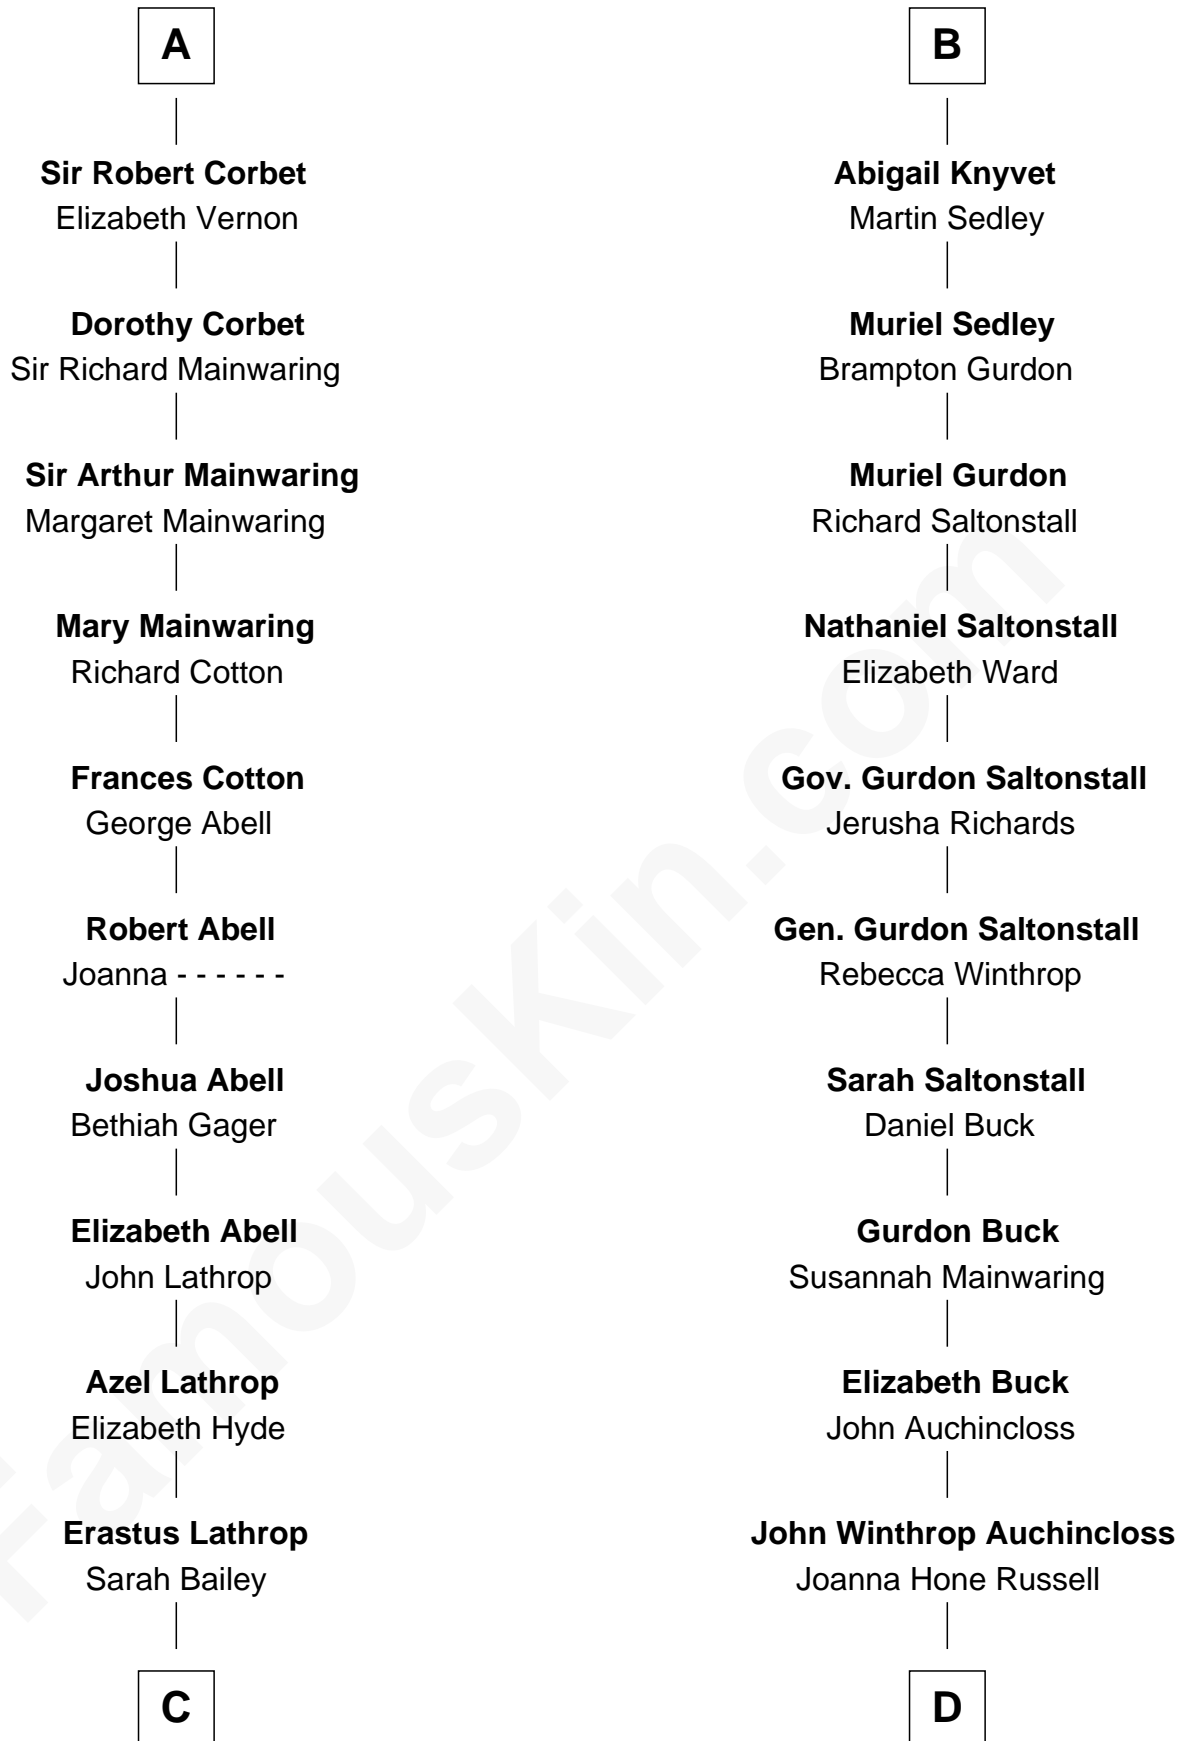 A
Sir Robert Corbet
Elizabeth Vernon
Dorothy Corbet
Sir Richard Mainwaring
Sir Arthur Mainwaring
Margaret Mainwaring
Mary Mainwaring
Richard Cotton
Frances Cotton
George Abell
Robert Abell
Joanna - - - - - -
Joshua Abell
Bethiah Gager
Elizabeth Abell
John Lathrop
Azel Lathrop
Elizabeth Hyde
Erastus Lathrop
Sarah Bailey
C
B
Abigail Knyvet
Martin Sedley
Muriel Sedley
Brampton Gurdon
Muriel Gurdon
Richard Saltonstall
Nathaniel Saltonstall
Elizabeth Ward
Gov. Gurdon Saltonstall
Jerusha Richards
Gen. Gurdon Saltonstall
Rebecca Winthrop
Sarah Saltonstall
Daniel Buck
Gurdon Buck
Susannah Mainwaring
Elizabeth Buck
John Auchincloss
John Winthrop Auchincloss
Joanna Hone Russell
D
FamousKin.com